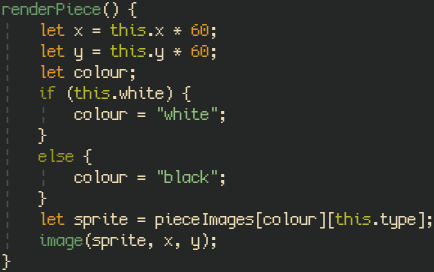 renderPiece() {
let x = this.x * 60;
let y = this.y * 60;
let colour;
if (this.white) {
colour = "white";
}
else {
colour = "black";
}
let sprite = pieceImages[colour][this.type];
image(sprite, x, y);
}